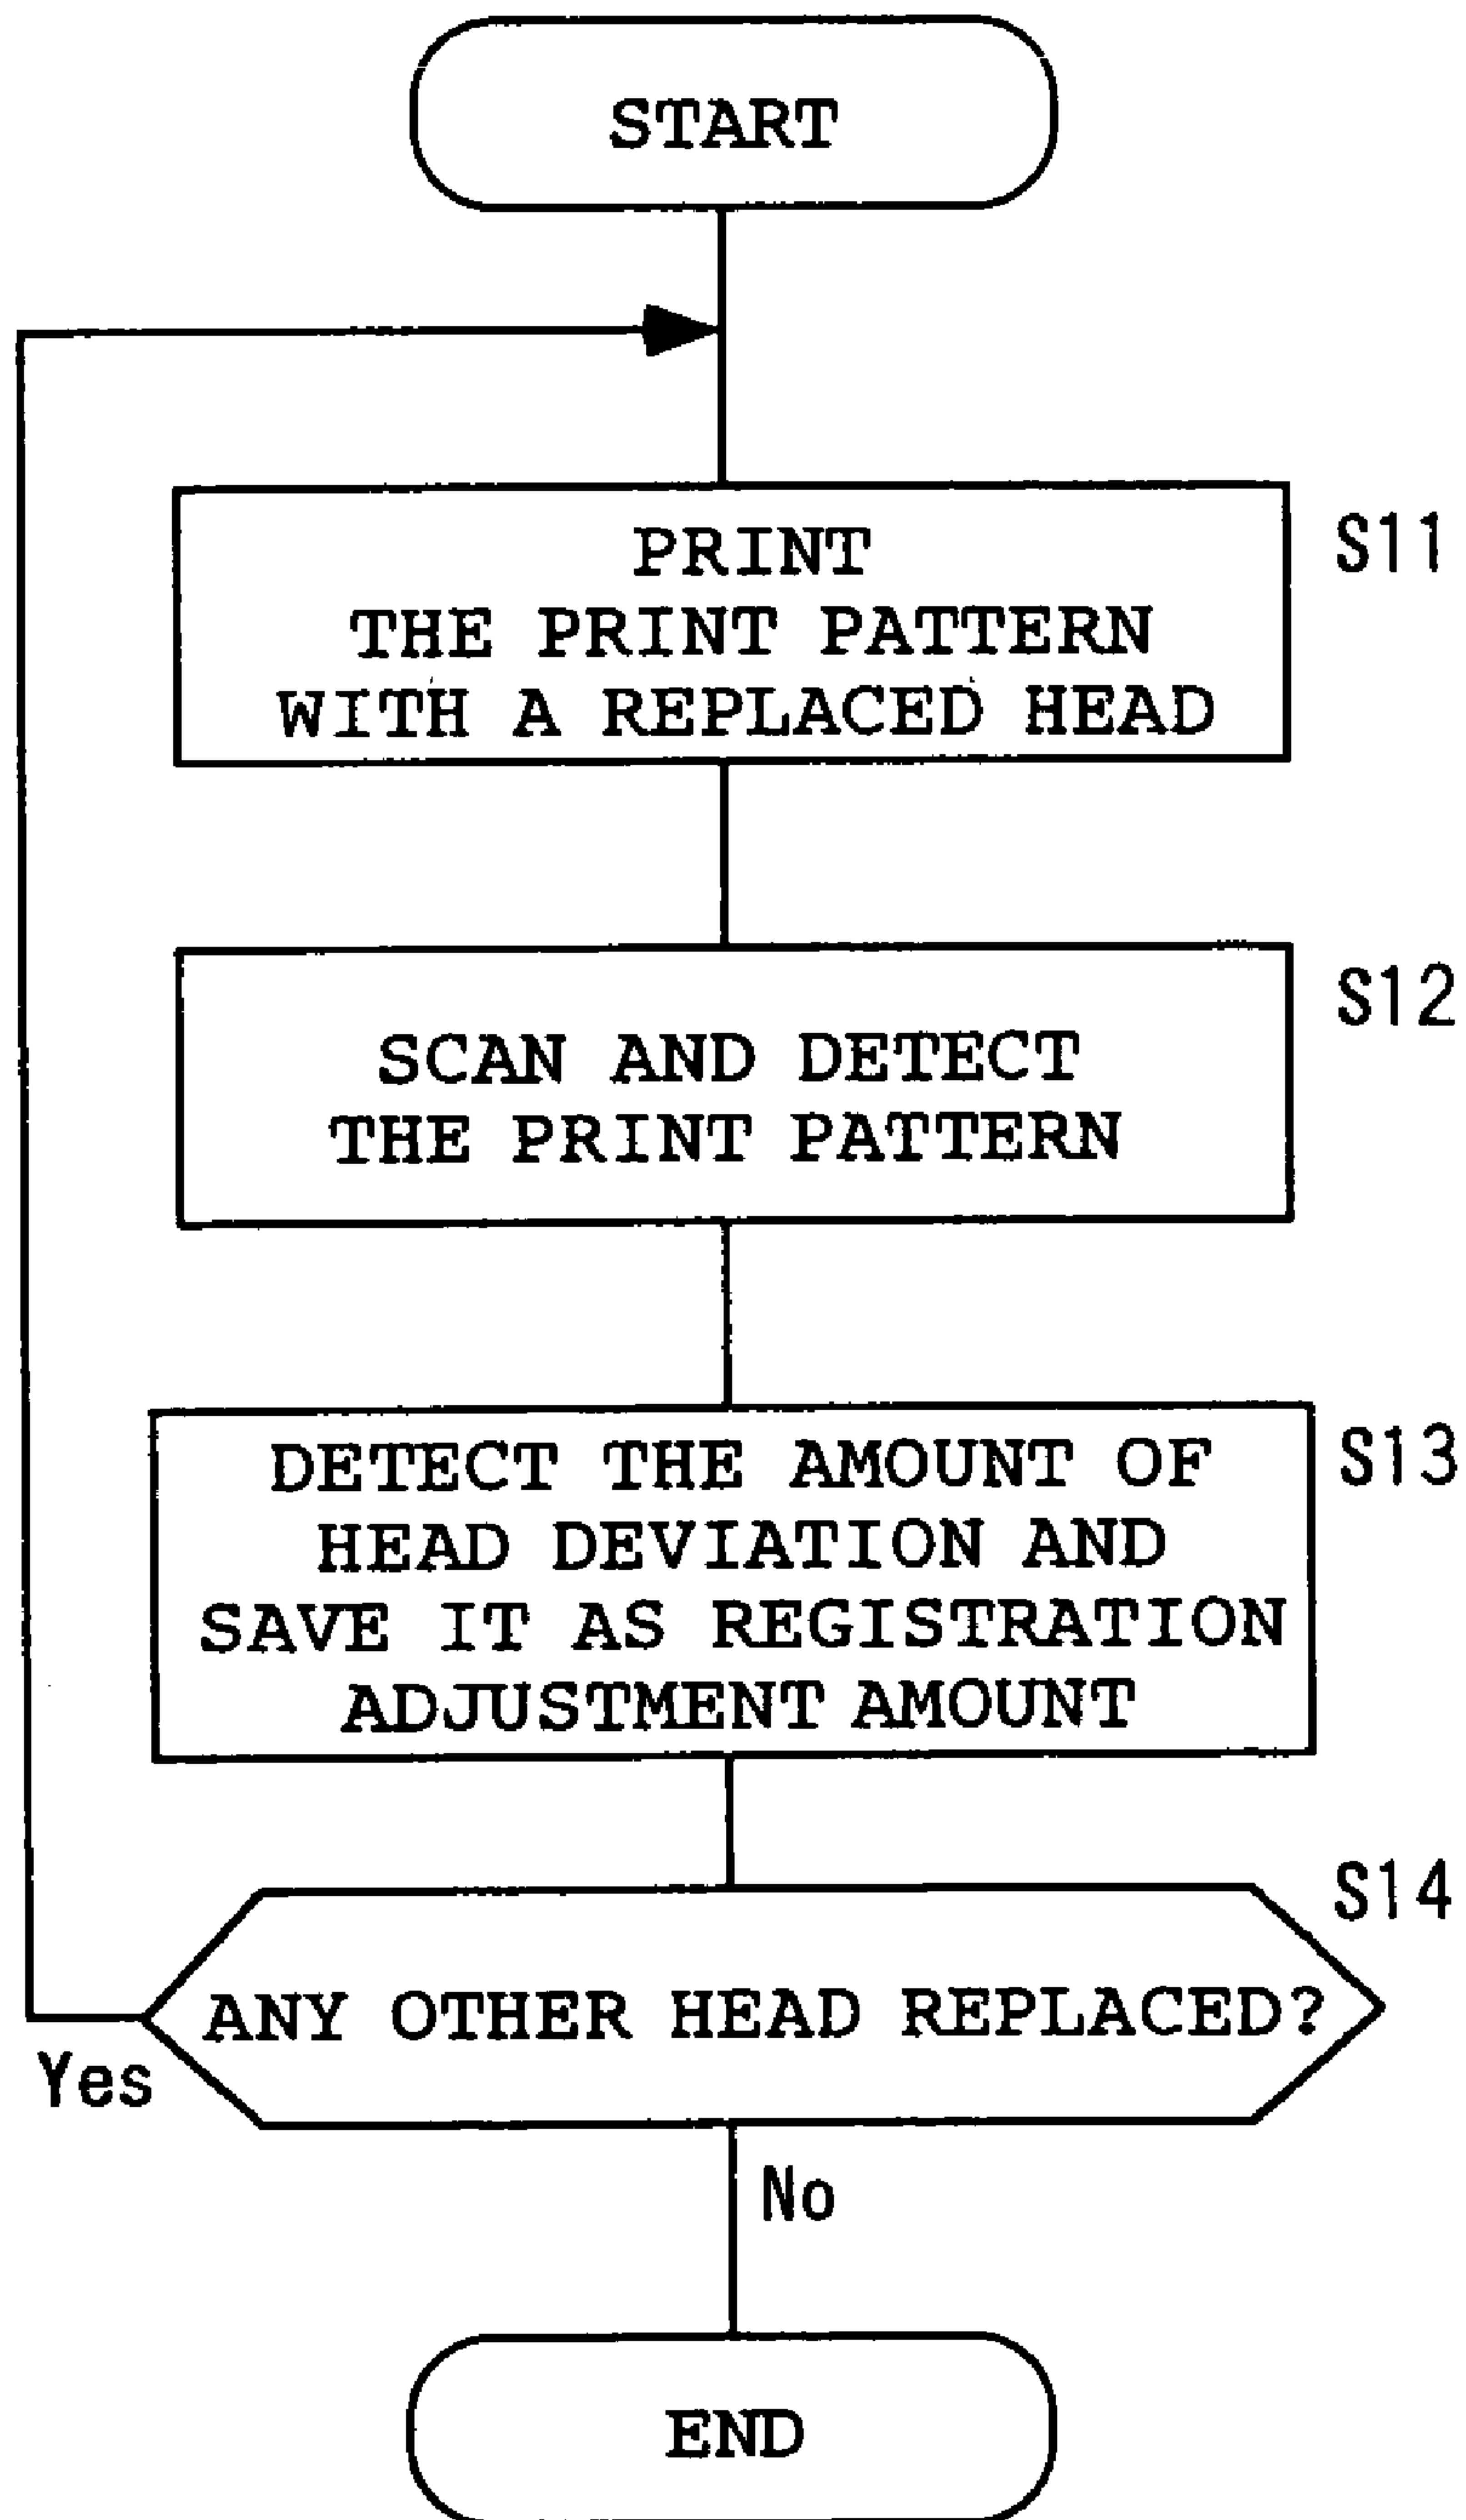 START
PRINT
THE PRINT PATTERN
WITH A REPLACED HEAD
S11
SCAN AND DETECT
THE PRINT PATTERN
S12
DETECT THE AMOUNT OF
HEAD DEVIATION AND
SAVE IT AS REGISTRATION
ADJUSTMENT AMOUNT
S13
S14
ANY OTHER HEAD REPLACED?
Yes
No
END